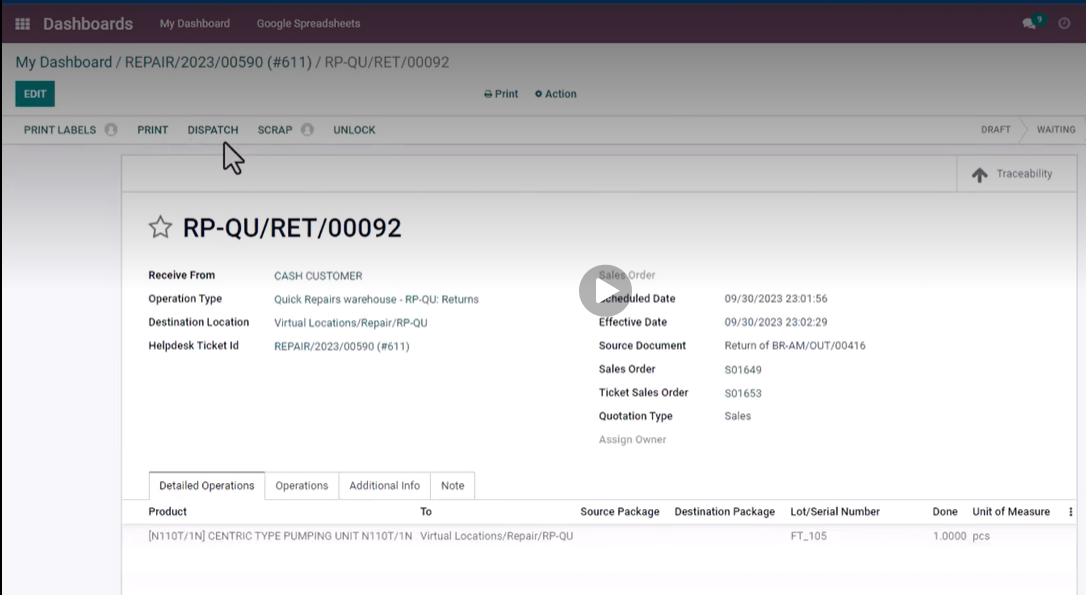 Dashboards My Dashboard Google Spreadsheets 9
My Dashboard / REPAIR/2023/00590 (#611) / RP-QU/RET/00092
EDIT Print Action
PRINT LABELS PRINT DISPATCH SCRAP UNLOCK DRAFT WAITING
Traceability
RP-QU/RET/00092
Receive From CASH CUSTOMER Sales Order
Operation Type Quick Repairs warehouse - RP-QU: Returns Scheduled Date 09/30/2023 23:01:56
Destination Location Virtual Locations/Repair/RP-QU Effective Date 09/30/2023 23:02:29
Helpdesk Ticket Id REPAIR/2023/00590 (#611) Source Document Return of BR-AM/OUT/00416
Sales Order S01649
Ticket Sales Order S01653
Quotation Type Sales
Assign Owner
Detailed Operations Operations Additional Info Note
Product To Source Package Destination Package Lot/Serial Number Done Unit of Measure
[N110T/1N] CENTRIC TYPE PUMPING UNIT N110T/1N Virtual Locations/Repair/RP-QU FT_105 1.0000 pcs